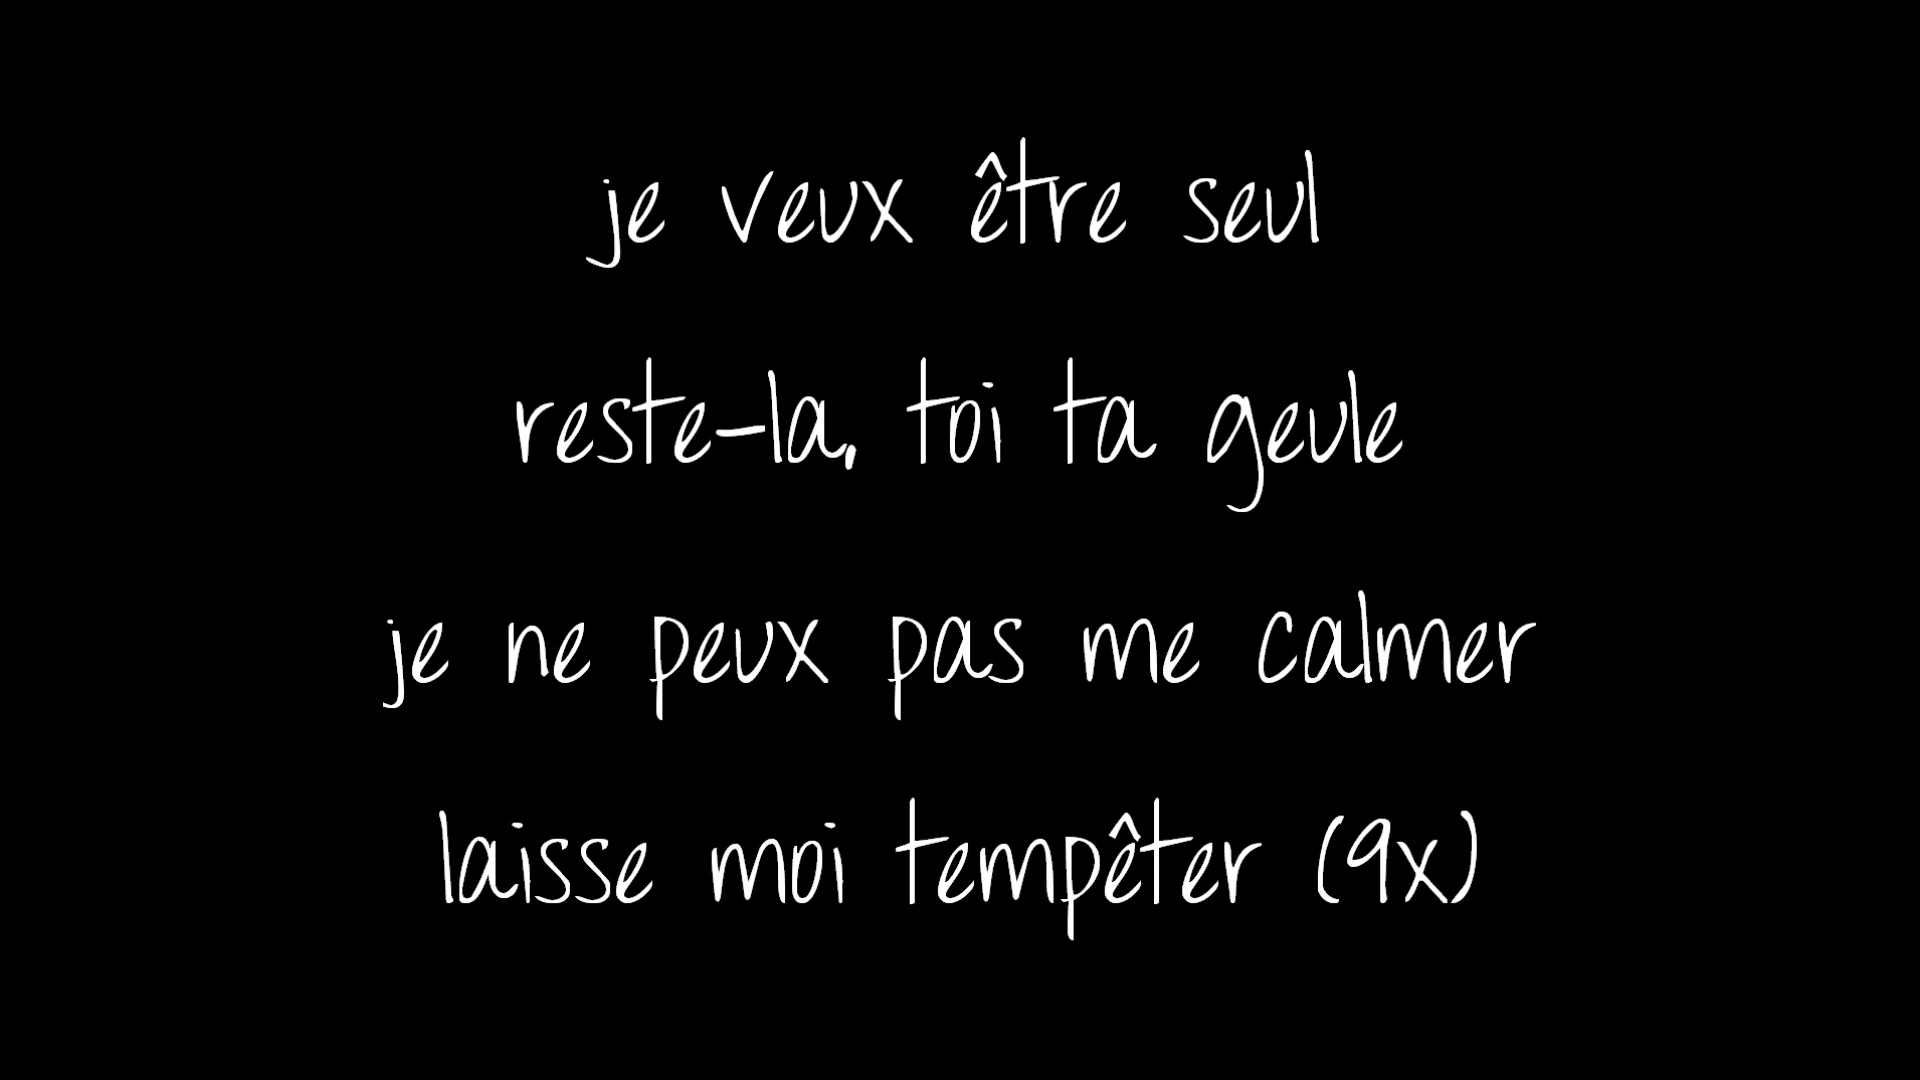 je veux être seul
reste-la, toi ta geule
je ne peux pas me calmer
laisse moi tempêter (9x)